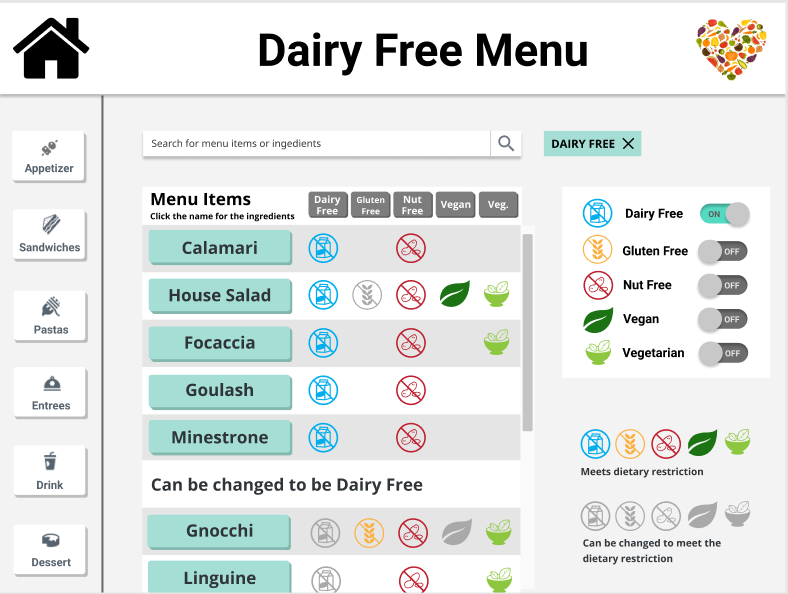 Dairy Free Menu
Appetizer
Sandwiches
Pastas
Entrees
Drink
Dessert
Search for menu items or ingedients
DAIRY FREE
Menu Items
Click the name for the ingredients
Dairy Free
Gluten Free
Nut Free
Vegan
Veg.
Calamari
House Salad
Focaccia
Goulash
Minestrone
Can be changed to be Dairy Free
Gnocchi
Linguine
Dairy Free ON
Gluten Free OFF
Nut Free OFF
Vegan OFF
Vegetarian OFF
Meets dietary restriction
Can be changed to meet the
dietary restriction